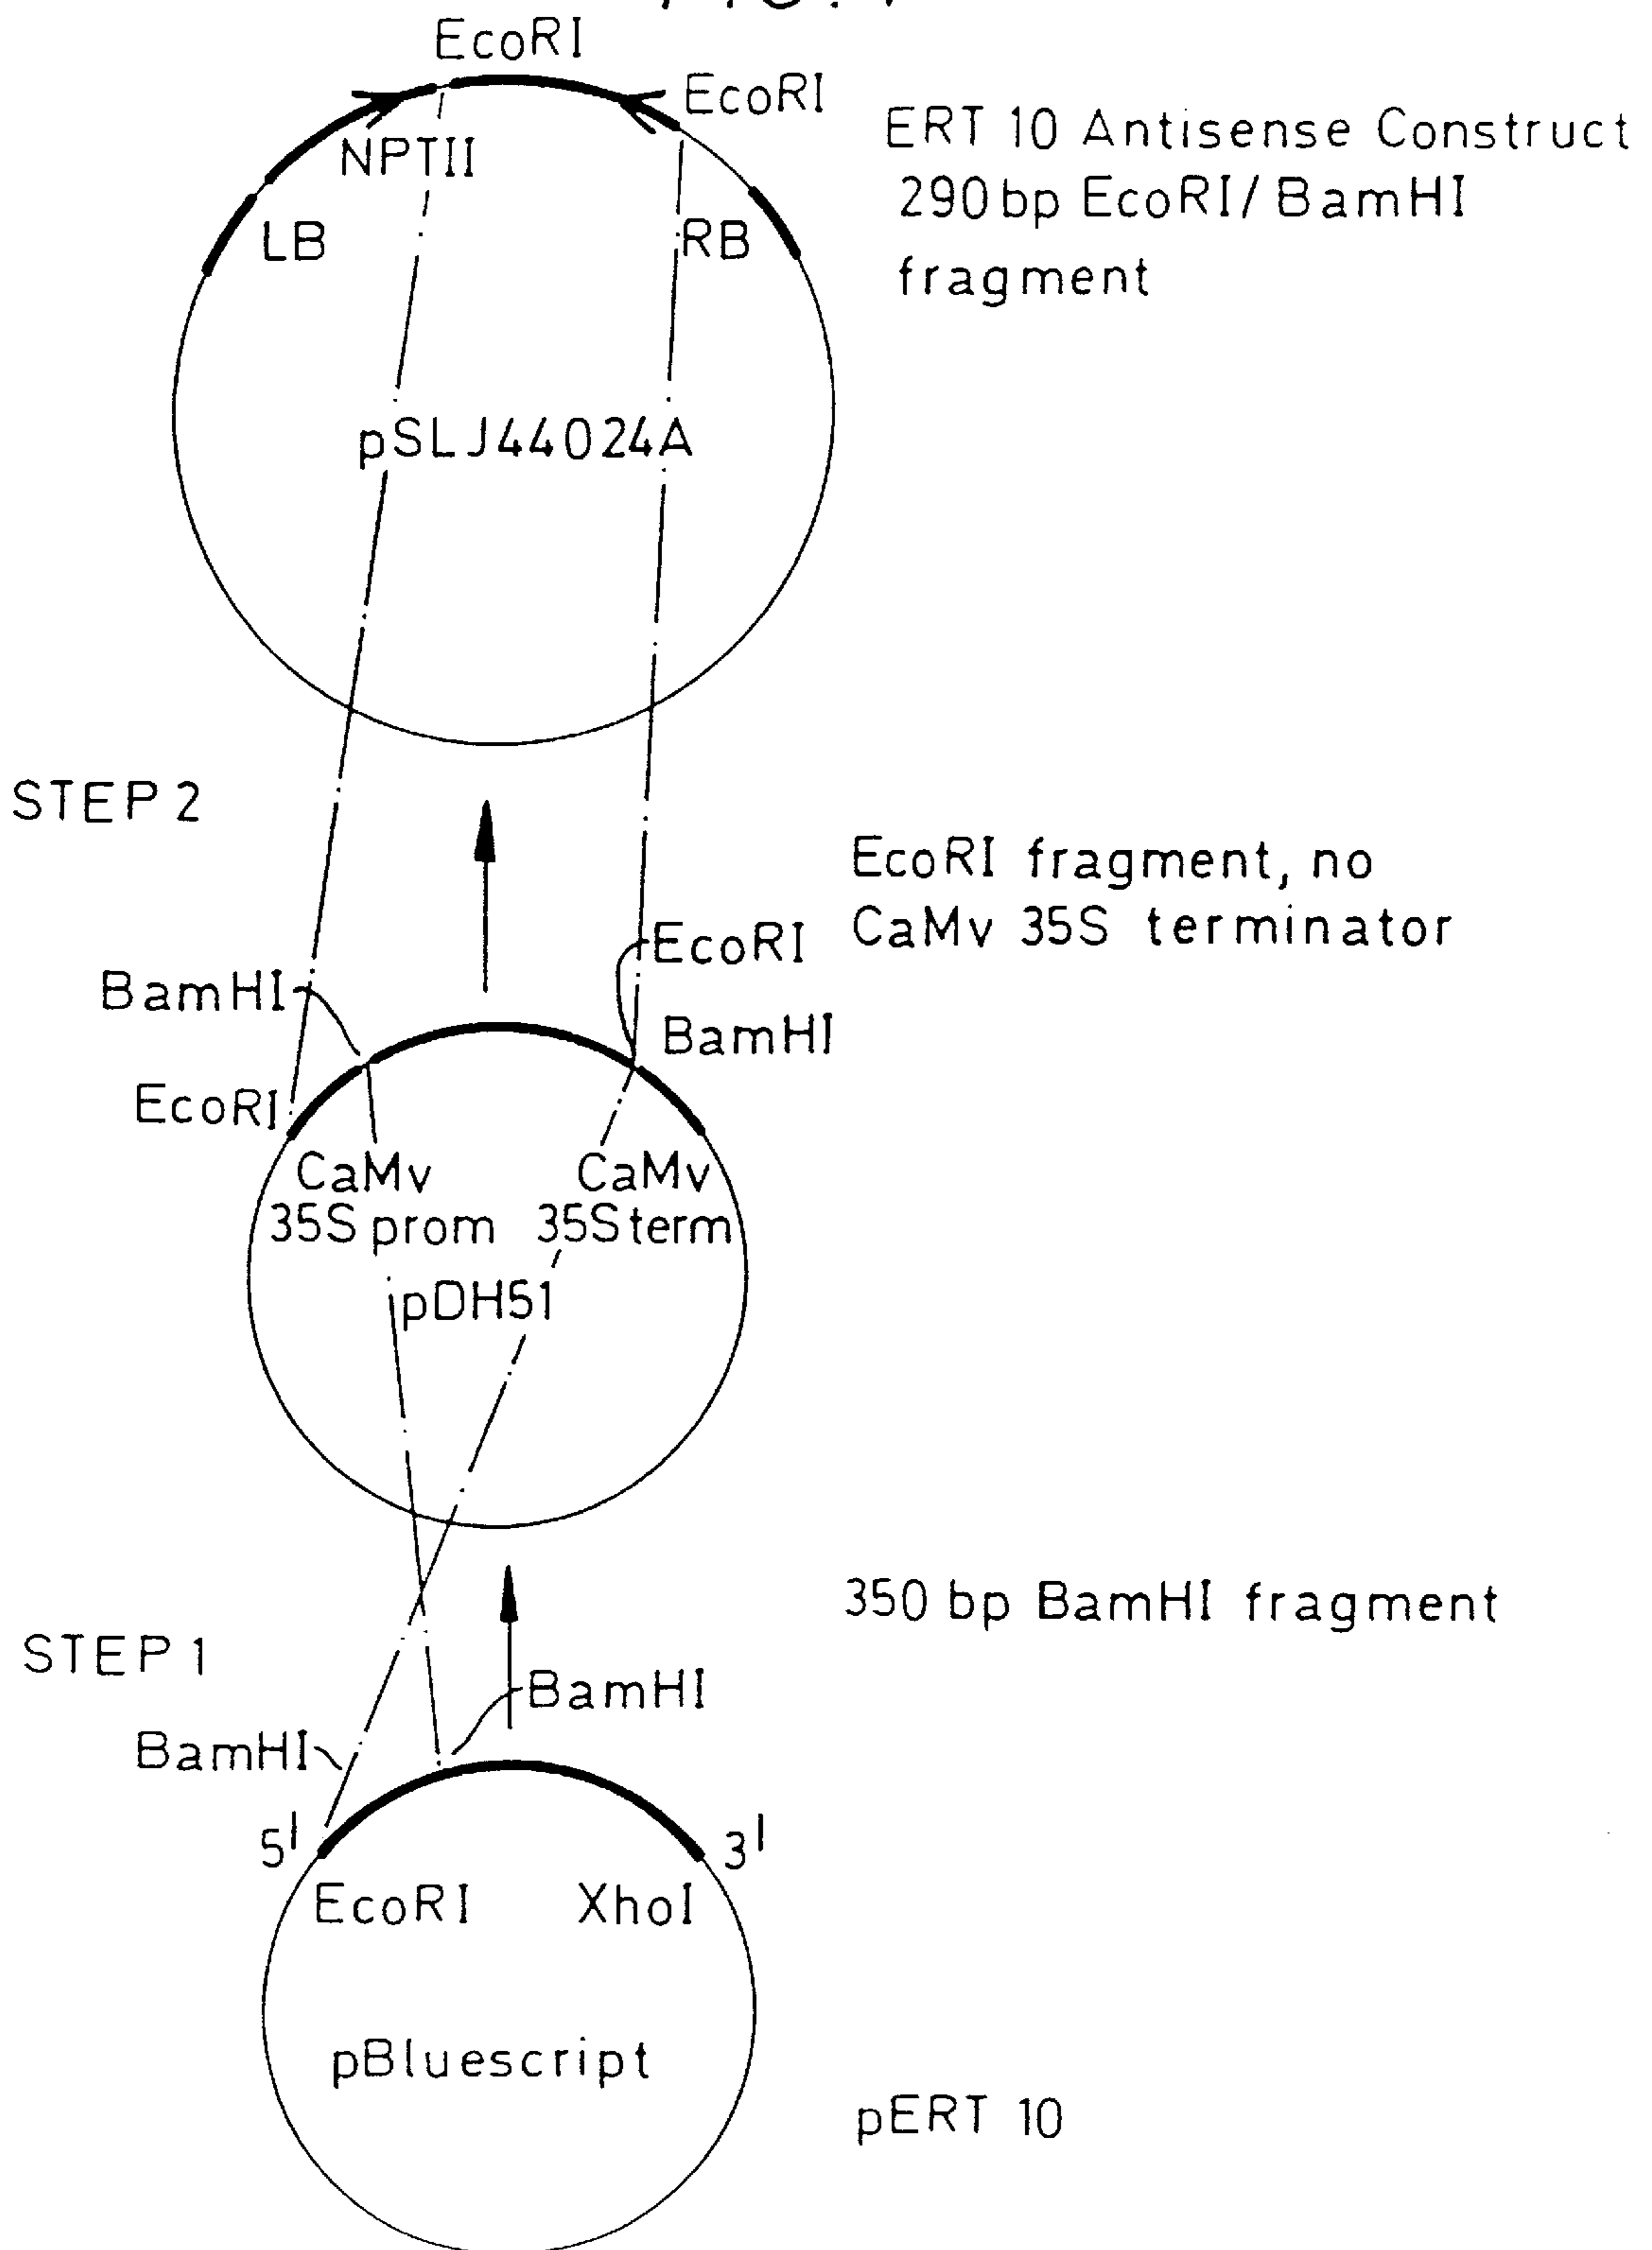 EcoRI
EcoRI
NPTII
LB
RB
ERT 10 Antisense Construct
290 bp EcoRI/ BamHI
fragment
pSLJ44024A
STEP 2
EcoRI fragment, no
CaMv 35S terminator
EcoRI
BamHI
BamHI
EcoRI
CaMv
35S prom
CaMv
35S term
pDH51
350 bp BamHI fragment
STEP 1
BamHI
BamHI
5'
3'
EcoRI
XhoI
pBluescript
pERT 10